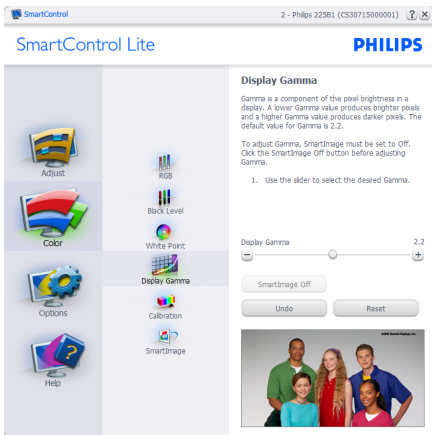 SmartControl
2 - Philips 225B1 (CS30715000001)
SmartControl Lite
PHILIPS
Adjust
Color
Options
Help
RGB
Black Level
White Point
Display Gamma
Calibration
SmartImage
Display Gamma
Gamma is a component of the pixel brightness in a
display. A lower Gamma value produces brighter pixels
and a higher Gamma value produces darker pixels. The
default value for Gamma is 2.2.
To adjust Gamma, SmartImage must be set to Off.
Click the SmartImage Off button before adjusting
Gamma.
1. Use the slider to select the desired Gamma.
Display Gamma 2.2
SmartImage Off
Undo Reset